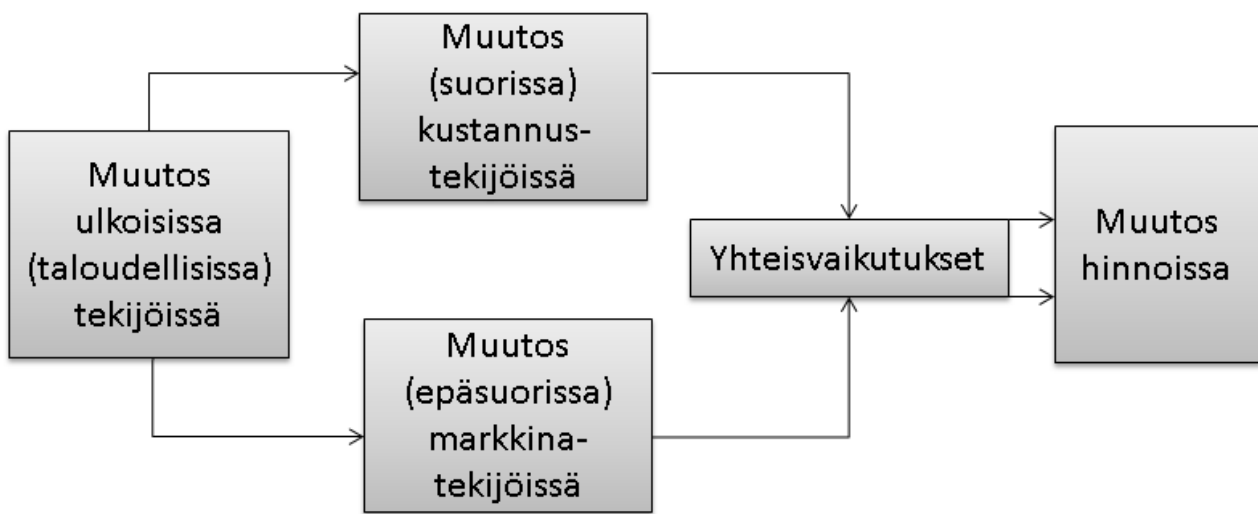 Muutos
ulkoisissa
(taloudellisissa)
tekijöissä
Muutos
(suorissa)
kustannus-
tekijöissä
Muutos
(epäsuorissa)
markkina-
tekijöissä
Yhteisvaikutukset
Muutos
hinnoissa